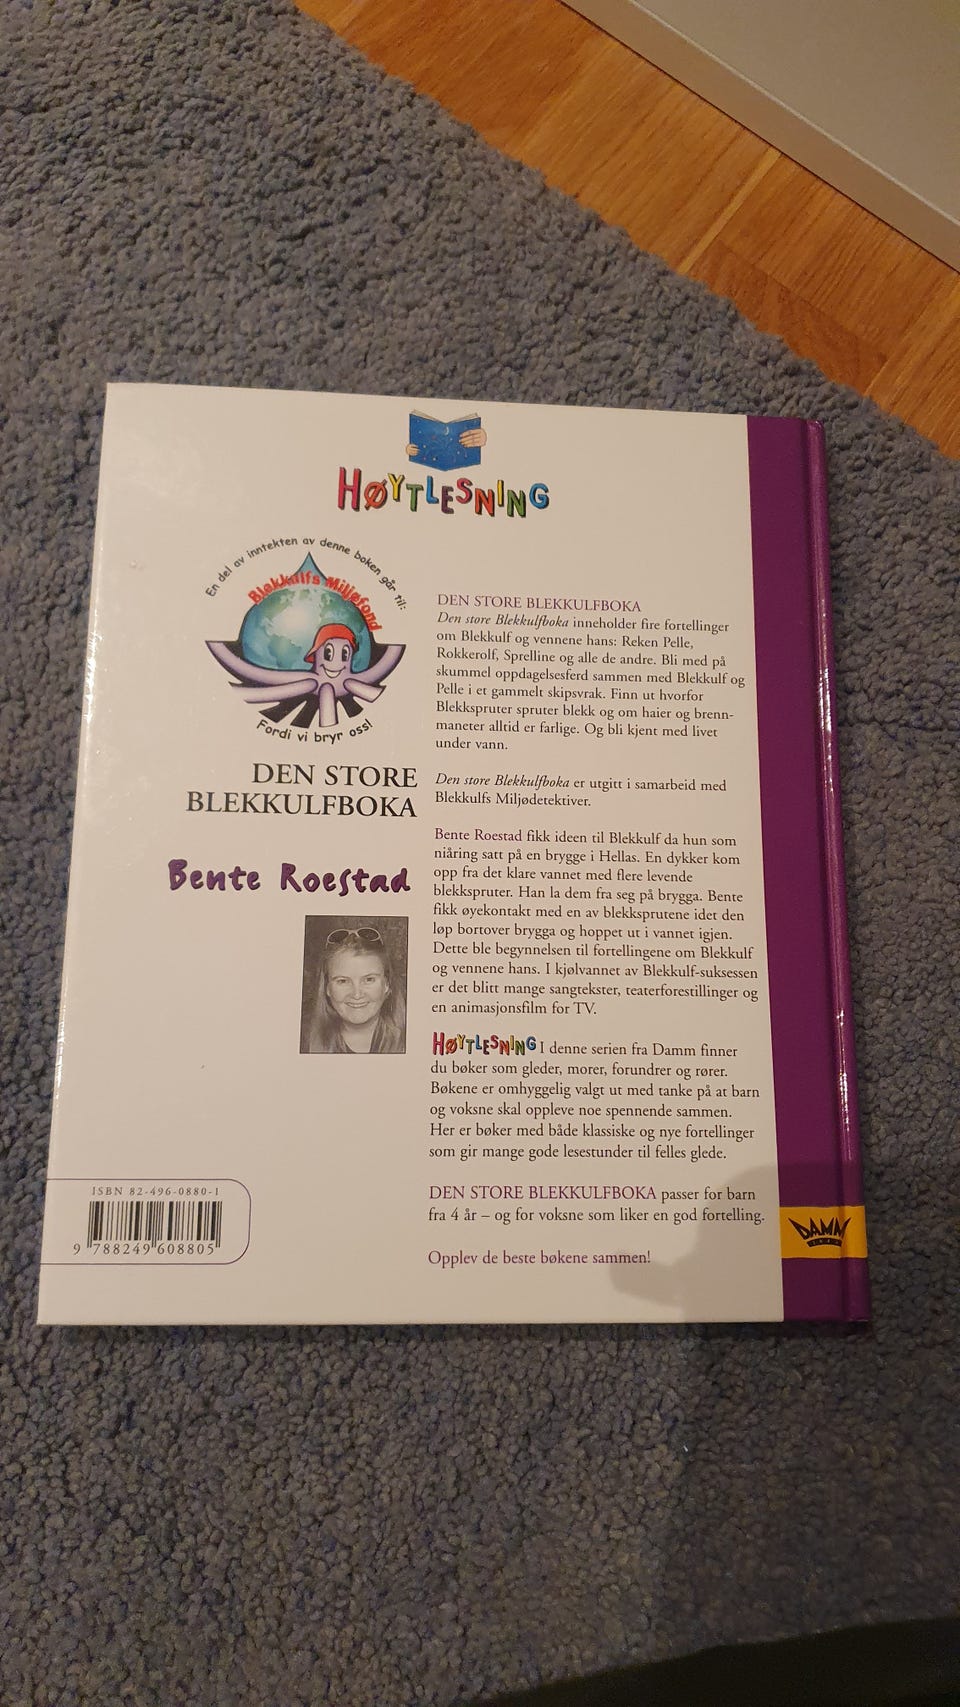 HØYTLESNING
En del av inntekten av denne boken går til:
Blekkulfs Miljøfond
Fordi vi bryr oss!
DEN STORE
BLEKKULFBOKA
Bente Roestad
DEN STORE BLEKKULFBOKA
Den store Blekkulfboka inneholder fire fortellinger
om Blekkulf og vennene hans: Reken Pelle,
Rokkerolf, Sprelline og alle de andre. Bli med på
skummel oppdagelsesferd sammen med Blekkulf og
Pelle i et gammelt skipsvrak. Finn ut hvorfor
Blekkspruter spruter blekk og om haier og brenn-
maneter alltid er farlige. Og bli kjent med livet
under vann.
Den store Blekkulfboka er utgitt i samarbeid med
Blekkulfs Miljødetektiver.
Bente Roestad fikk ideen til Blekkulf da hun som
niåring satt på en brygge i Hellas. En dykker kom
opp fra det klare vannet med flere levende
blekkspruter. Han la dem fra seg på brygga. Bente
fikk øyekontakt med en av blekksprutene idet den
løp bortover brygga og hoppet ut i vannet igjen.
Dette ble begynnelsen til fortellingene om Blekkulf
og vennene hans. I kjølvannet av Blekkulf-suksessen
er det blitt mange sangtekster, teaterforestillinger og
en animasjonsfilm for TV.
HØYTLESNING I denne serien fra Damm finner
du bøker som gleder, morer, forundrer og rører.
Bøkene er omhyggelig valgt ut med tanke på at barn
og voksne skal oppleve noe spennende sammen.
Her er bøker med både klassiske og nye fortellinger
som gir mange gode lesestunder til felles glede.
DEN STORE BLEKKULFBOKA passer for barn
fra 4 år – og for voksne som liker en god fortelling.
Opplev de beste bøkene sammen!
ISBN 82-496-0880-1
9 788249 608805
DAMM